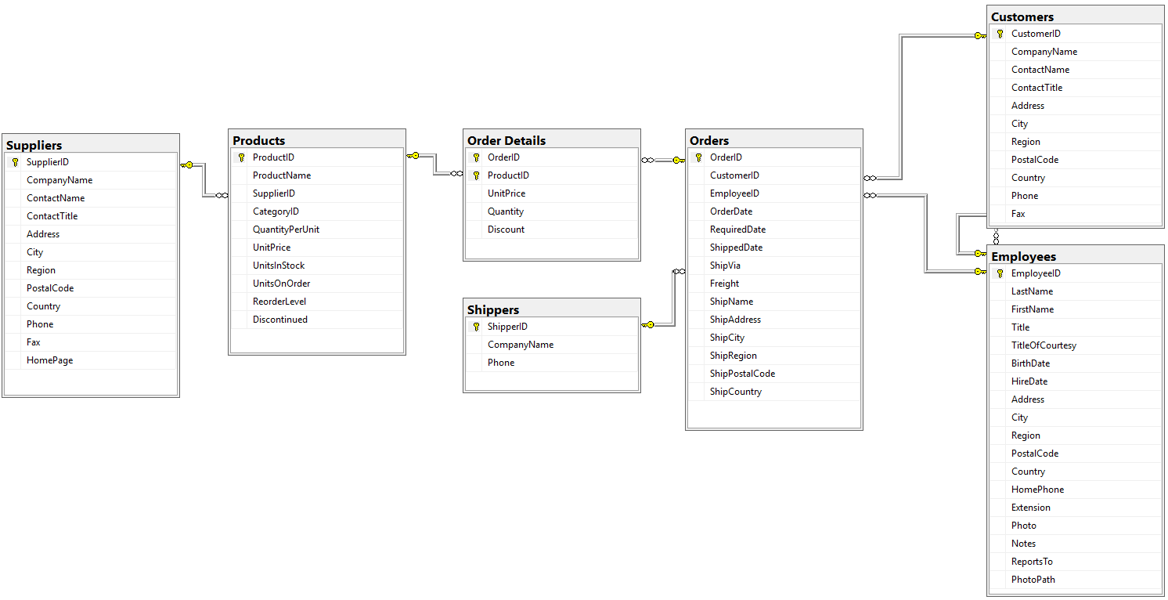 Suppliers
SupplierID
CompanyName
ContactName
ContactTitle
Address
City
Region
PostalCode
Country
Phone
Fax
HomePage
Products
ProductID
ProductName
SupplierID
CategoryID
QuantityPerUnit
UnitPrice
UnitsInStock
UnitsOnOrder
ReorderLevel
Discontinued
Order Details
OrderID
ProductID
UnitPrice
Quantity
Discount
Shippers
ShipperID
CompanyName
Phone
Orders
OrderID
CustomerID
EmployeeID
OrderDate
RequiredDate
ShippedDate
ShipVia
Freight
ShipName
ShipAddress
ShipCity
ShipRegion
ShipPostalCode
ShipCountry
Customers
CustomerID
CompanyName
ContactName
ContactTitle
Address
City
Region
PostalCode
Country
Phone
Fax
Employees
EmployeeID
LastName
FirstName
Title
TitleOfCourtesy
BirthDate
HireDate
Address
City
Region
PostalCode
Country
HomePhone
Extension
Photo
Notes
ReportsTo
PhotoPath